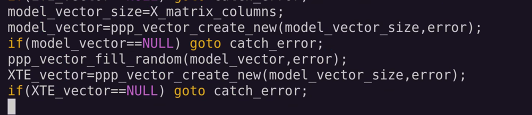 model_vector_size=X_matrix_columns;
model_vector=ppp_vector_create_new(model_vector_size,error);
if(model_vector==NULL) goto catch_error;
ppp_vector_fill_random(model_vector,error);
XTE_vector=ppp_vector_create_new(model_vector_size,error);
if(XTE_vector==NULL) goto catch_error;